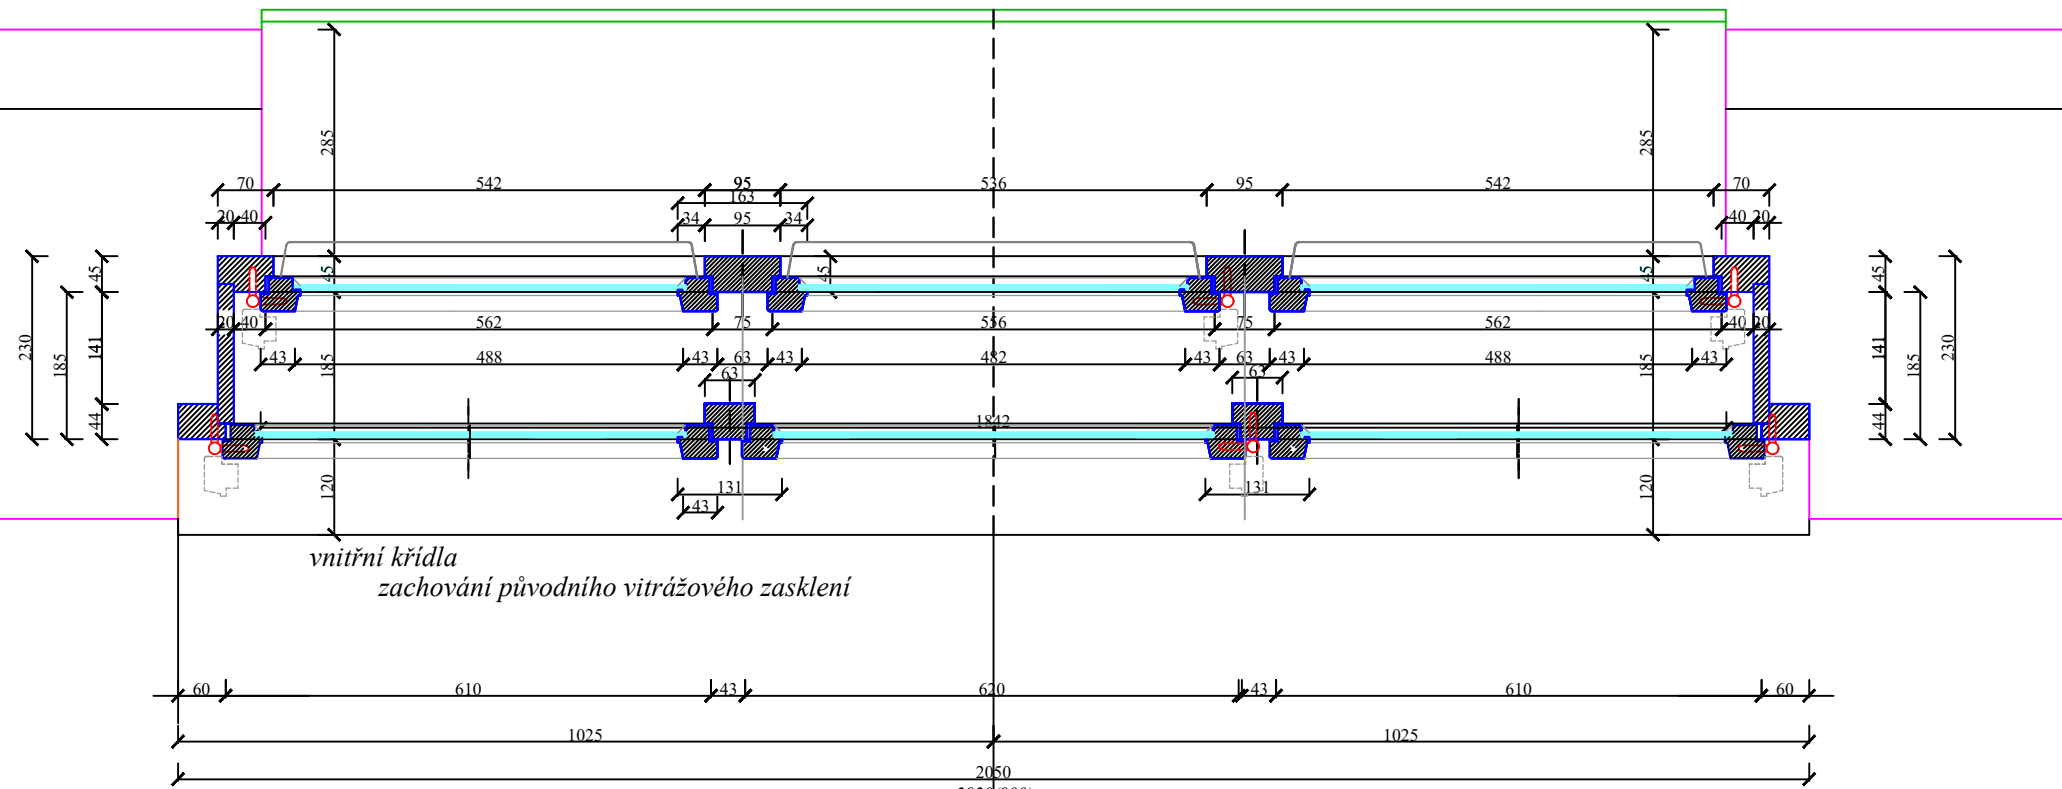 285 285
70 542 95 536 95 542 70
163
20 40 34 95 34 40 20
45 45 45 45 45
20 40 562 75 556 75 562 40 20
230 185 141 185 185 141 185 230
43 488 43 63 43 482 43 63 43 488 43
63 63
44 1842 44
120 131 131 120
43
vnitřní křídla
zachování původního vitrážového zasklení
60 610 43 620 43 610 60
1025 1025
2050